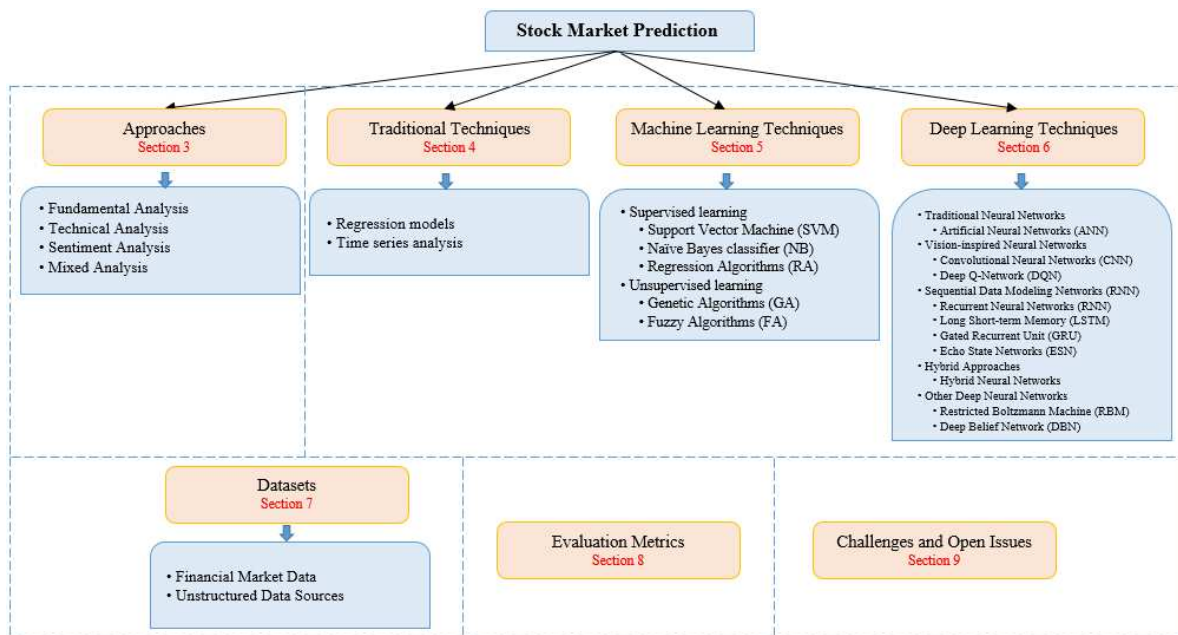 Stock Market Prediction
Approaches
Section 3
• Fundamental Analysis
• Technical Analysis
• Sentiment Analysis
• Mixed Analysis
Traditional Techniques
Section 4
• Regression models
• Time series analysis
Machine Learning Techniques
Section 5
• Supervised learning
• Support Vector Machine (SVM)
• Naïve Bayes classifier (NB)
• Regression Algorithms (RA)
• Unsupervised learning
• Genetic Algorithms (GA)
• Fuzzy Algorithms (FA)
Deep Learning Techniques
Section 6
• Traditional Neural Networks
• Artificial Neural Networks (ANN)
• Vision-inspired Neural Networks
• Convolutional Neural Networks (CNN)
• Deep Q-Network (DQN)
• Sequential Data Modeling Networks (RNN)
• Recurrent Neural Networks (RNN)
• Long Short-term Memory (LSTM)
• Gated Recurrent Unit (GRU)
• Echo State Networks (ESN)
• Hybrid Approaches
• Hybrid Neural Networks
• Other Deep Neural Networks
• Restricted Boltzmann Machine (RBM)
• Deep Belief Network (DBN)
Datasets
Section 7
• Financial Market Data
• Unstructured Data Sources
Evaluation Metrics
Section 8
Challenges and Open Issues
Section 9